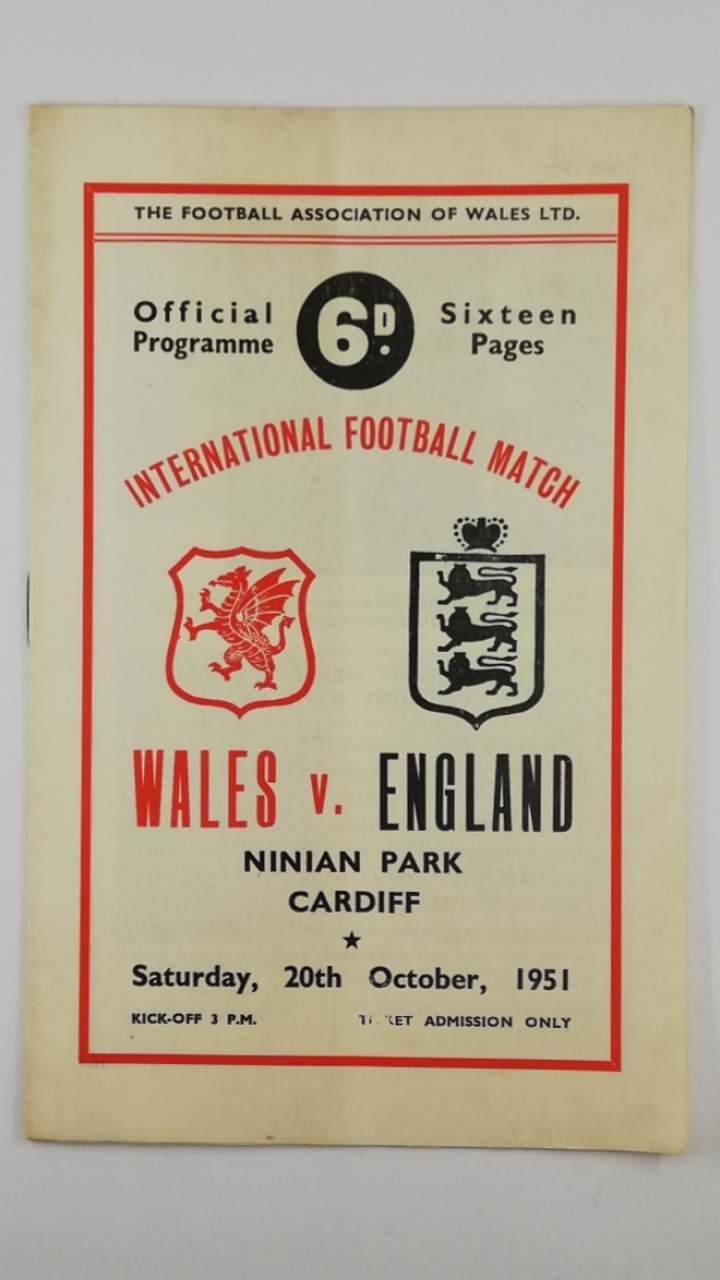 THE FOOTBALL ASSOCIATION OF WALES LTD.
Official Programme
6D.
Sixteen Pages
INTERNATIONAL FOOTBALL MATCH
WALES v. ENGLAND
NINIAN PARK
CARDIFF
Saturday, 20th October, 1951
KICK-OFF 3 P.M. ADMISSION ONLY